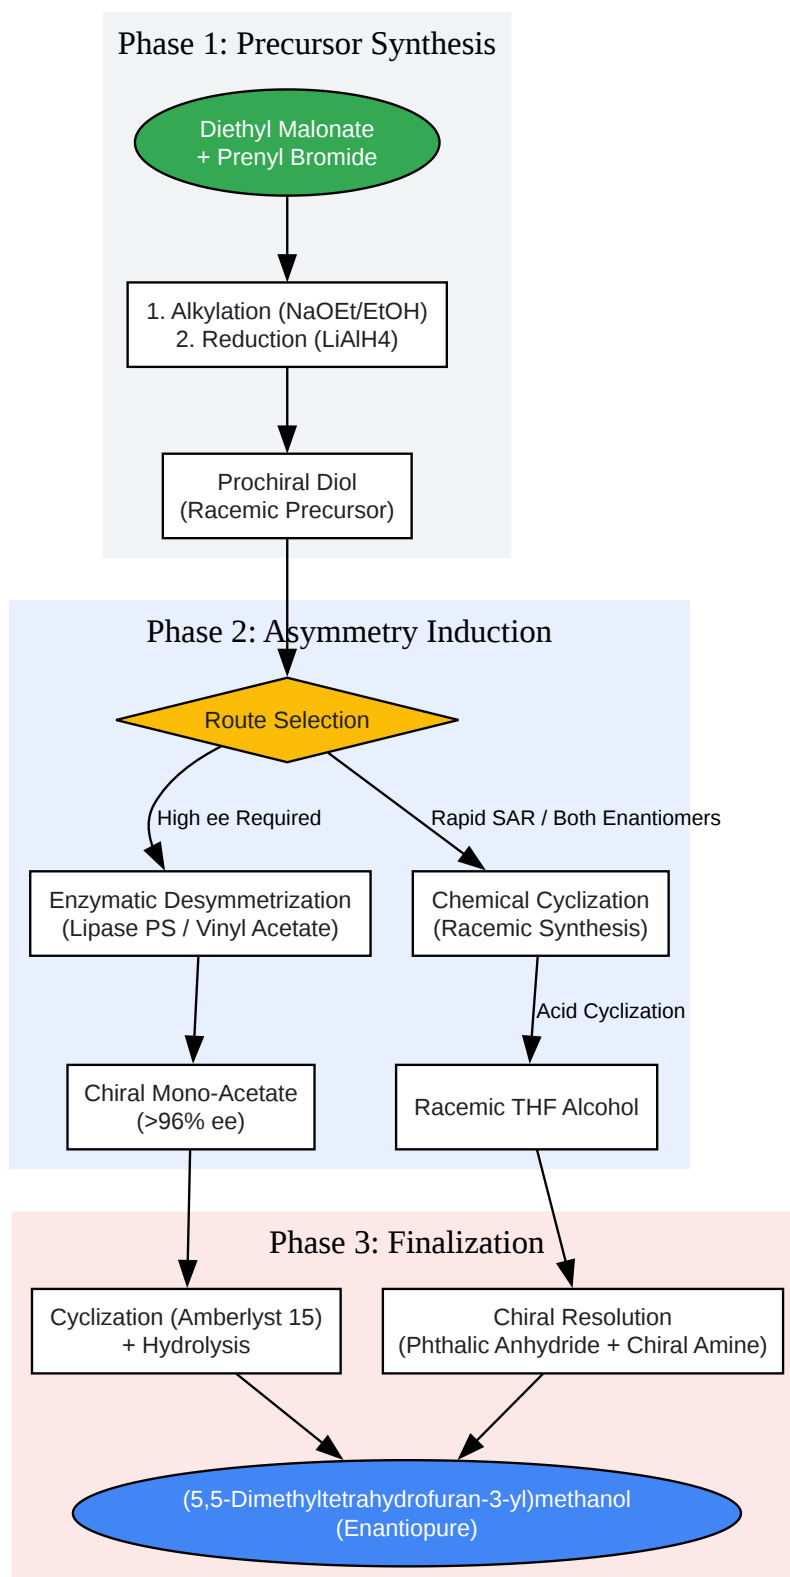 Phase 1: Precursor Synthesis
Diethyl Malonate
+ Prenyl Bromide
1. Alkylation (NaOEt/EtOH)
2. Reduction (LiAlH4)
Prochiral Diol
(Racemic Precursor)
Phase 2: Asymmetry Induction
Route Selection
High ee Required
Rapid SAR / Both Enantiomers
Enzymatic Desymmetrization
(Lipase PS / Vinyl Acetate)
Chemical Cyclization
(Racemic Synthesis)
Acid Cyclization
Chiral Mono-Acetate
(>96% ee)
Racemic THF Alcohol
Phase 3: Finalization
Cyclization (Amberlyst 15)
+ Hydrolysis
Chiral Resolution
(Phthalic Anhydride + Chiral Amine)
(5,5-Dimethyltetrahydrofuran-3-yl)methanol
(Enantiopure)